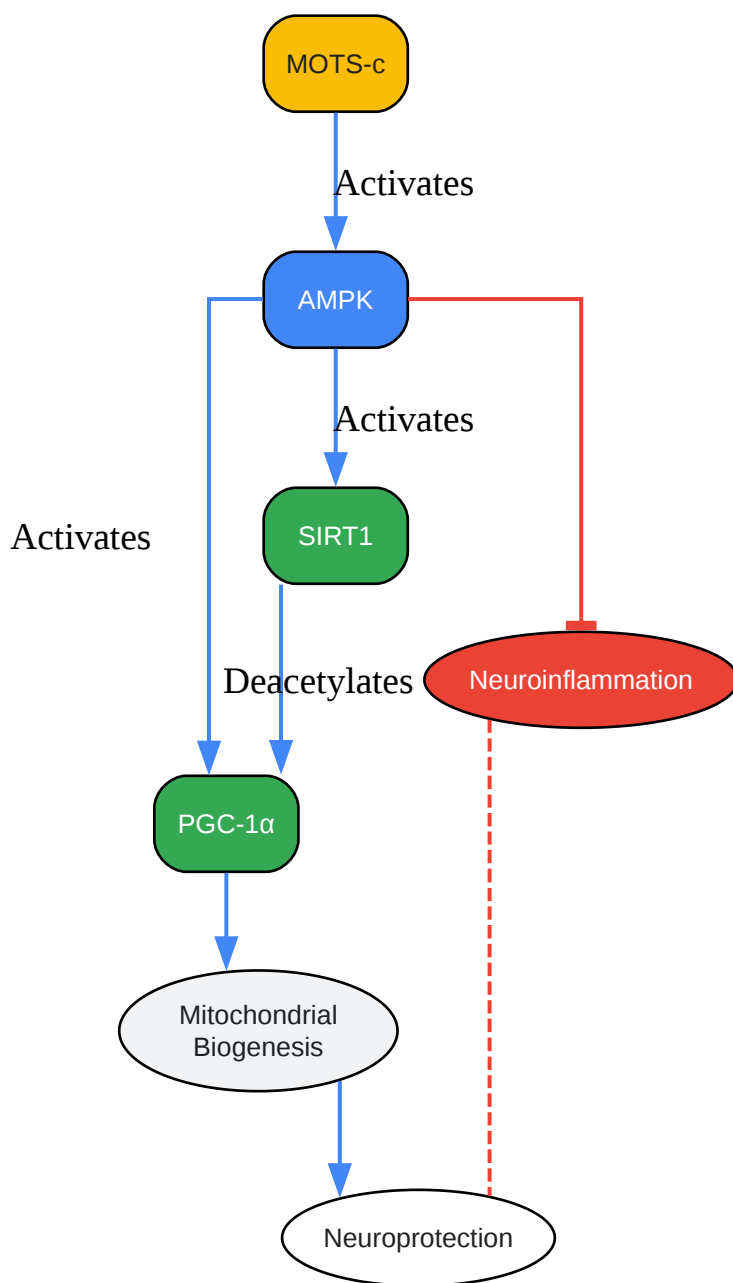 MOTS-c
Activates
AMPK
Activates
SIRT1
Activates
Deacetylates
Neuroinflammation
PGC-1α
Mitochondrial
Biogenesis
Neuroprotection